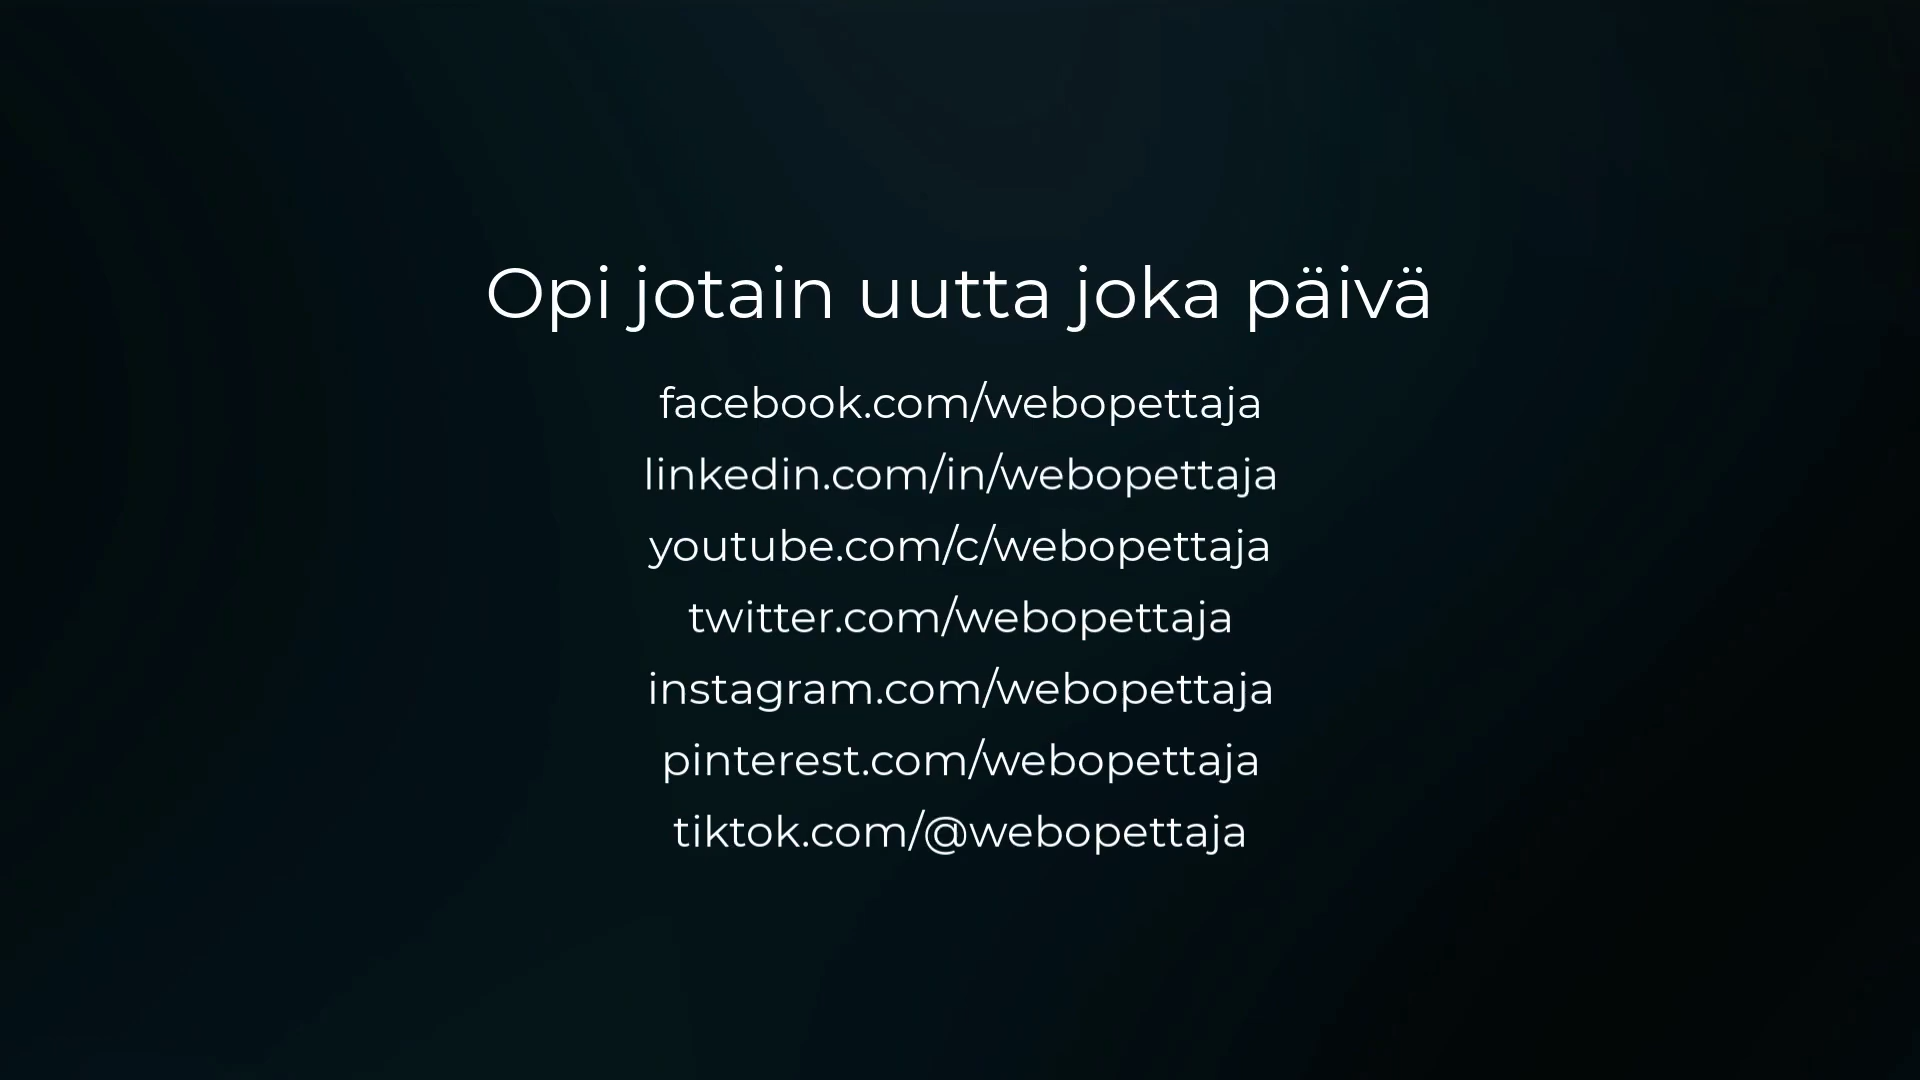 Opi jotain uutta joka päivä
facebook.com/webopettaja
linkedin.com/in/webopettaja
youtube.com/c/webopettaja
twitter.com/webopettaja
instagram.com/webopettaja
pinterest.com/webopettaja
tiktok.com/@webopettaja